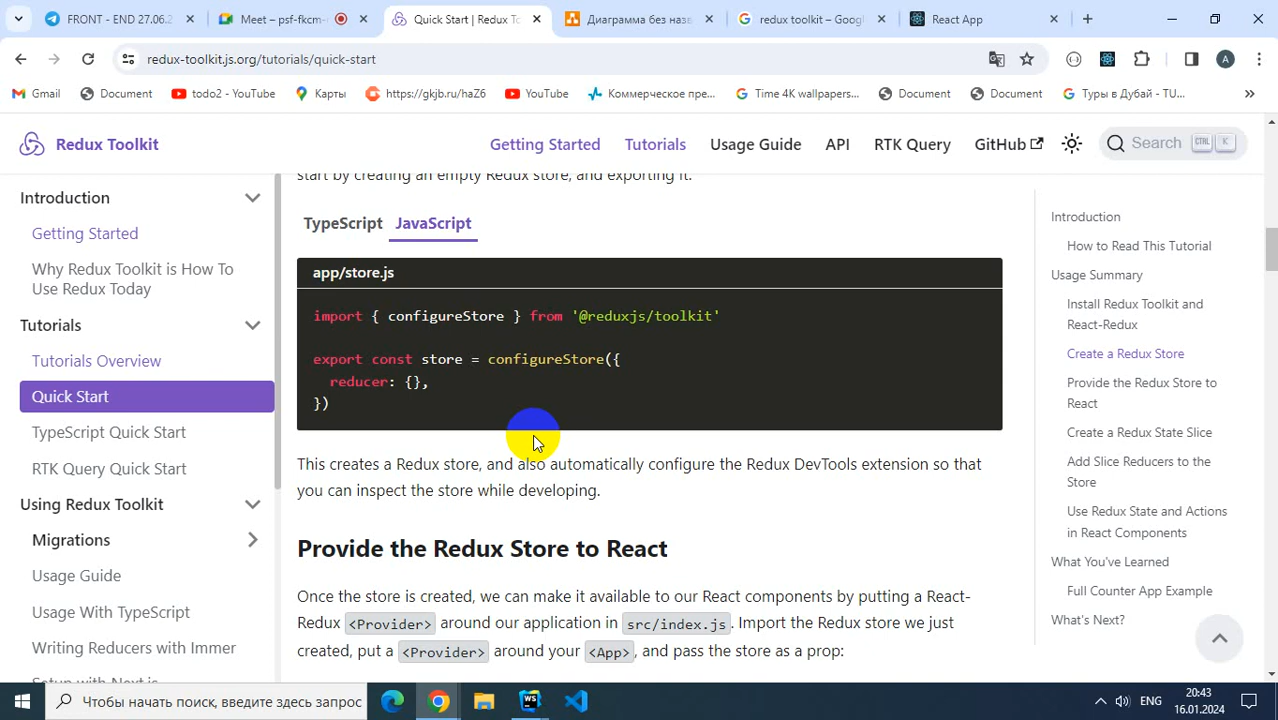 FRONT - END 27.06.2
Meet – psf-fkcm-
Quick Start | Redux To
Диаграмма без назв
redux toolkit – Googl
React App
redux-toolkit.js.org/tutorials/quick-start
A
Gmail
Document
todo2 - YouTube
Карты
https://gkjb.ru/haZ6
YouTube
Коммерческое пре...
Time 4K wallpapers...
Document
Document
Туры в Дубай - TU...
Redux Toolkit
Getting Started
Tutorials
Usage Guide
API
RTK Query
GitHub
Search
CTRL
K
Introduction
Getting Started
Why Redux Toolkit is How To
Use Redux Today
Tutorials
Tutorials Overview
Quick Start
TypeScript Quick Start
RTK Query Quick Start
Using Redux Toolkit
Migrations
Usage Guide
Usage With TypeScript
Writing Reducers with Immer
Setup with Next.js
start by creating an empty Redux store, and exporting it.
TypeScript
JavaScript
app/store.js
import { configureStore } from '@reduxjs/toolkit'
export const store = configureStore({
reducer: {},
})
This creates a Redux store, and also automatically configure the Redux DevTools extension so that
you can inspect the store while developing.
Provide the Redux Store to React
Once the store is created, we can make it available to our React components by putting a React-
Redux <Provider> around our application in src/index.js. Import the Redux store we just
created, put a <Provider> around your <App>, and pass the store as a prop:
Introduction
How to Read This Tutorial
Usage Summary
Install Redux Toolkit and
React-Redux
Create a Redux Store
Provide the Redux Store to
React
Create a Redux State Slice
Add Slice Reducers to the
Store
Use Redux State and Actions
in React Components
What You've Learned
Full Counter App Example
What's Next?
Чтобы начать поиск, введите здесь запрос
WS
ENG
20:43
16.01.2024